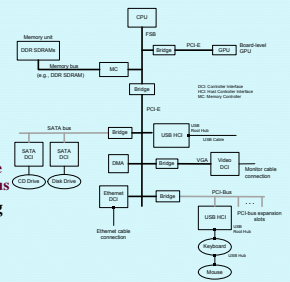 CPU
FSB
Memory unit
DDR SDRAMs
PCI-E
Bridge
GPU
Board-level
GPU
Memory bus
(e.g., DDR SDRAM)
MC
Bridge
DCI: Controller Interface
HCI: Host Controller Interface
MC: Memory Controller
PCI-E
SATA bus
Bridge
USB HCI
USB
Root Hub
USB Cable
SATA
DCI
SATA
DCI
CD Drive
Disk Drive
DMA
Bridge
VGA
Video
DCI
Monitor cable
connection
Ethernet
DCI
Bridge
PCI-Bus
...
PCI-bus expansion
slots
USB HCI
USB
Root Hub
Ethernet cable
connection
Keyboard
USB Hub
Mouse
e
us
g